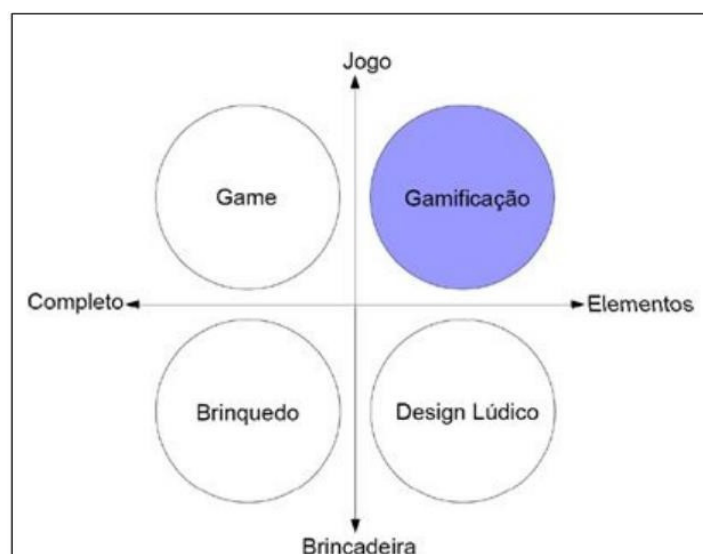 Jogo
Game
Gamificação
Completo
Elementos
Brinquedo
Design Lúdico
Brincadeira